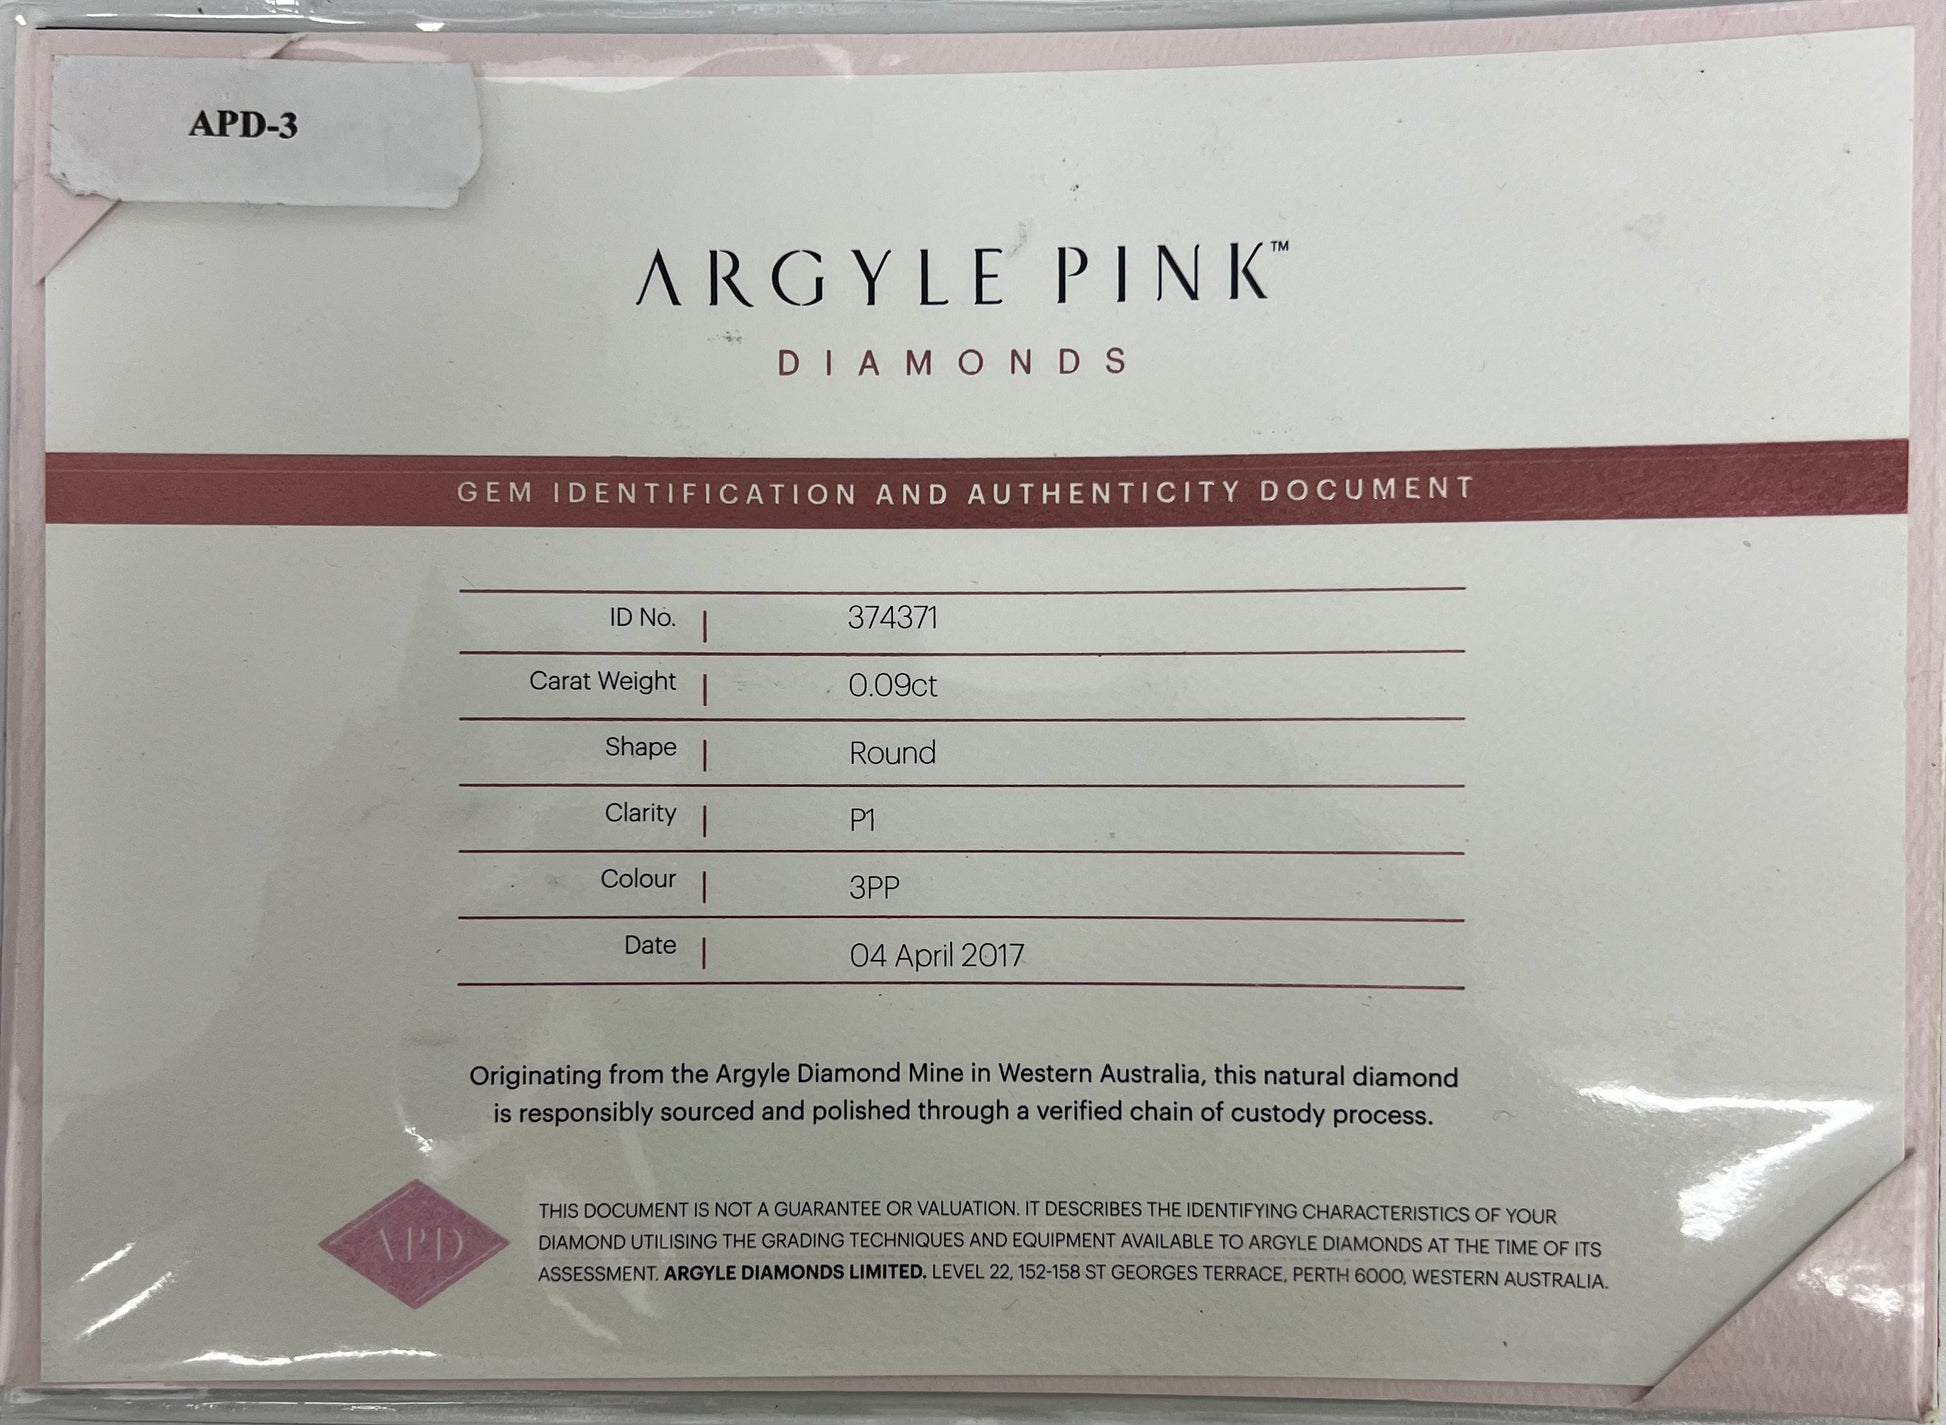 APD-3
ARGYLE PINK™
DIAMONDS
GEM IDENTIFICATION AND AUTHENTICITY DOCUMENT
ID No. | 374371
Carat Weight | 0.09ct
Shape | Round
Clarity | P1
Colour | 3PP
Date | 04 April 2017
Originating from the Argyle Diamond Mine in Western Australia, this natural diamond
is responsibly sourced and polished through a verified chain of custody process.
APD
THIS DOCUMENT IS NOT A GUARANTEE OR VALUATION. IT DESCRIBES THE IDENTIFYING CHARACTERISTICS OF YOUR
DIAMOND UTILISING THE GRADING TECHNIQUES AND EQUIPMENT AVAILABLE TO ARGYLE DIAMONDS AT THE TIME OF ITS
ASSESSMENT. ARGYLE DIAMONDS LIMITED. LEVEL 22, 152-158 ST GEORGES TERRACE, PERTH 6000, WESTERN AUSTRALIA.